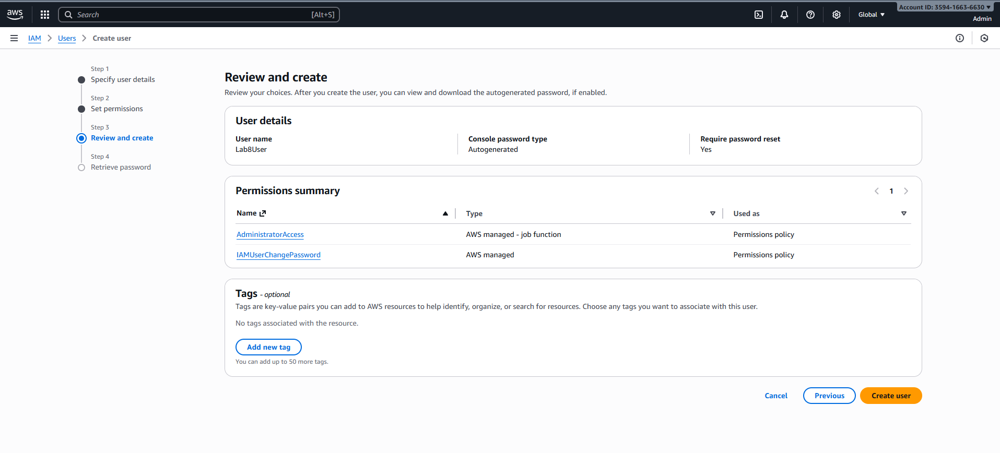 aws
Search [Alt+S]
Global
Account ID: 3594-1663-6630
Admin
IAM > Users > Create user
Step 1
Specify user details
Step 2
Set permissions
Step 3
Review and create
Step 4
Retrieve password
Review and create
Review your choices. After you create the user, you can view and download the autogenerated password, if enabled.
User details
User name
Lab8User
Console password type
Autogenerated
Require password reset
Yes
Permissions summary
1
Name Type Used as
AdministratorAccess AWS managed - job function Permissions policy
IAMUserChangePassword AWS managed Permissions policy
Tags - optional
Tags are key-value pairs you can add to AWS resources to help identify, organize, or search for resources. Choose any tags you want to associate with this user.
No tags associated with the resource.
Add new tag
You can add up to 50 more tags.
Cancel Previous Create user